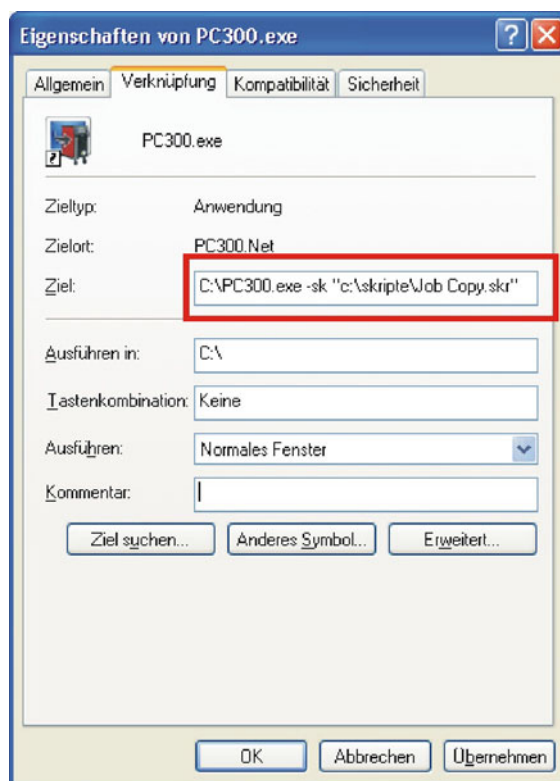 Eigenschaften von PC300.exe
Allgemein Verknüpfung Kompatibilität Sicherheit
PC300.exe
Zieltyp: Anwendung
Zielort: PC300.Net
Ziel: C:\PC300.exe -sk "c:\skripte\Job Copy.skr"
Ausführen in: C:\
Tastenkombination: Keine
Ausführen: Normales Fenster
Kommentar:
Ziel suchen... Anderes Symbol... Erweitert...
OK Abbrechen Übernehmen